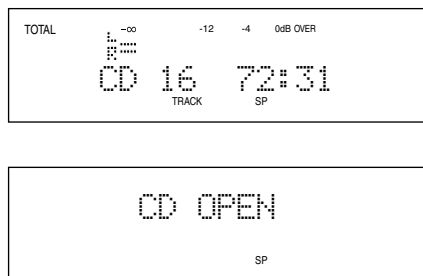 TOTAL L -∞ -12 -4 0dB OVER
R
CD 16 72:31
TRACK SP
CD OPEN
SP